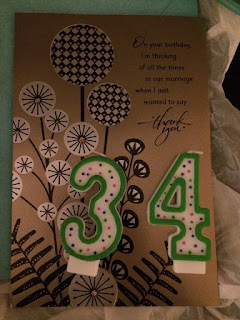 On your birthday,
I'm thinking
of all the times
in our marriage
when I just
wanted to say
thank
you.
34